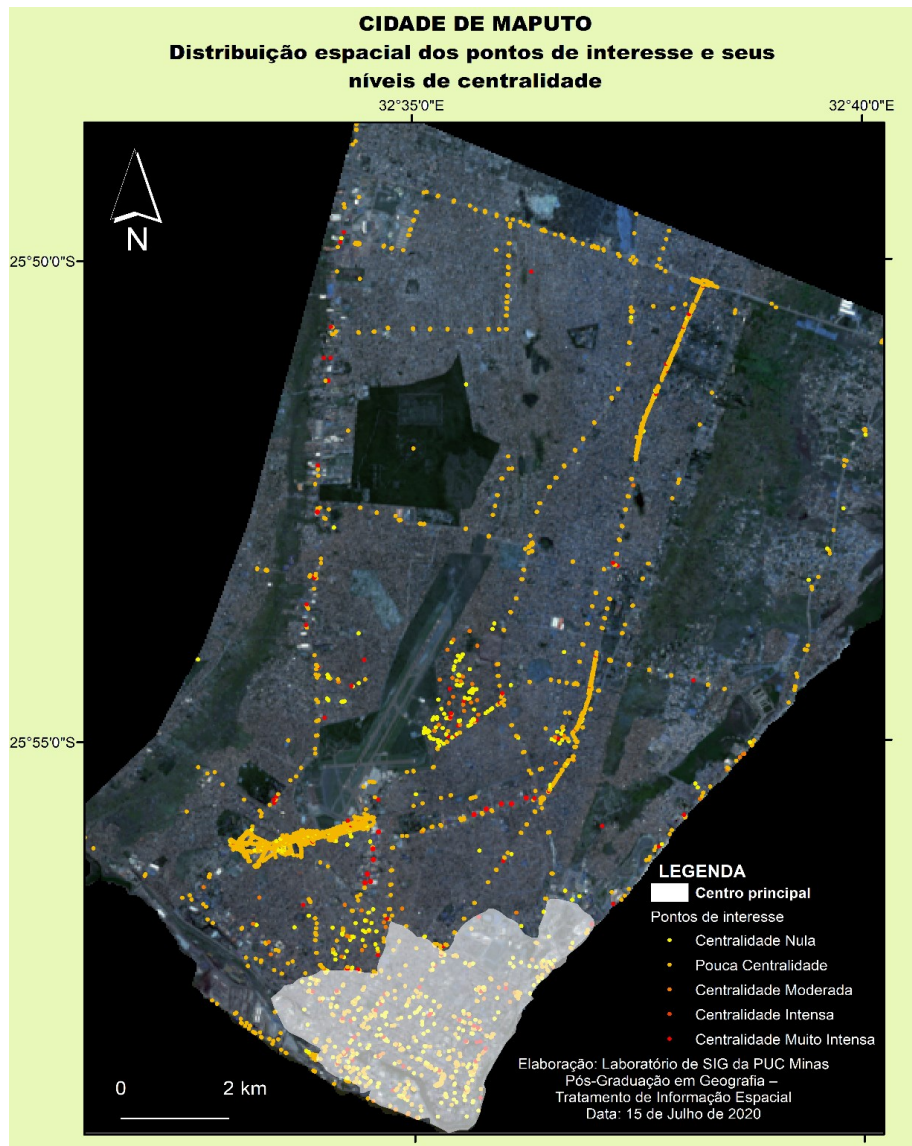 CIDADE DE MAPUTO
Distribuição espacial dos pontos de interesse e seus
níveis de centralidade
32°35'0"E
32°40'0"E
N
25°50'0"S
25°55'0"S
LEGENDA
Centro principal
Pontos de interesse
Centralidade Nula
Pouca Centralidade
Centralidade Moderada
Centralidade Intensa
Centralidade Muito Intensa
Elaboração: Laboratório de SIG da PUC Minas
Pós-Graduação em Geografia –
Tratamento de Informação Espacial
Data: 15 de Julho de 2020
0 2 km